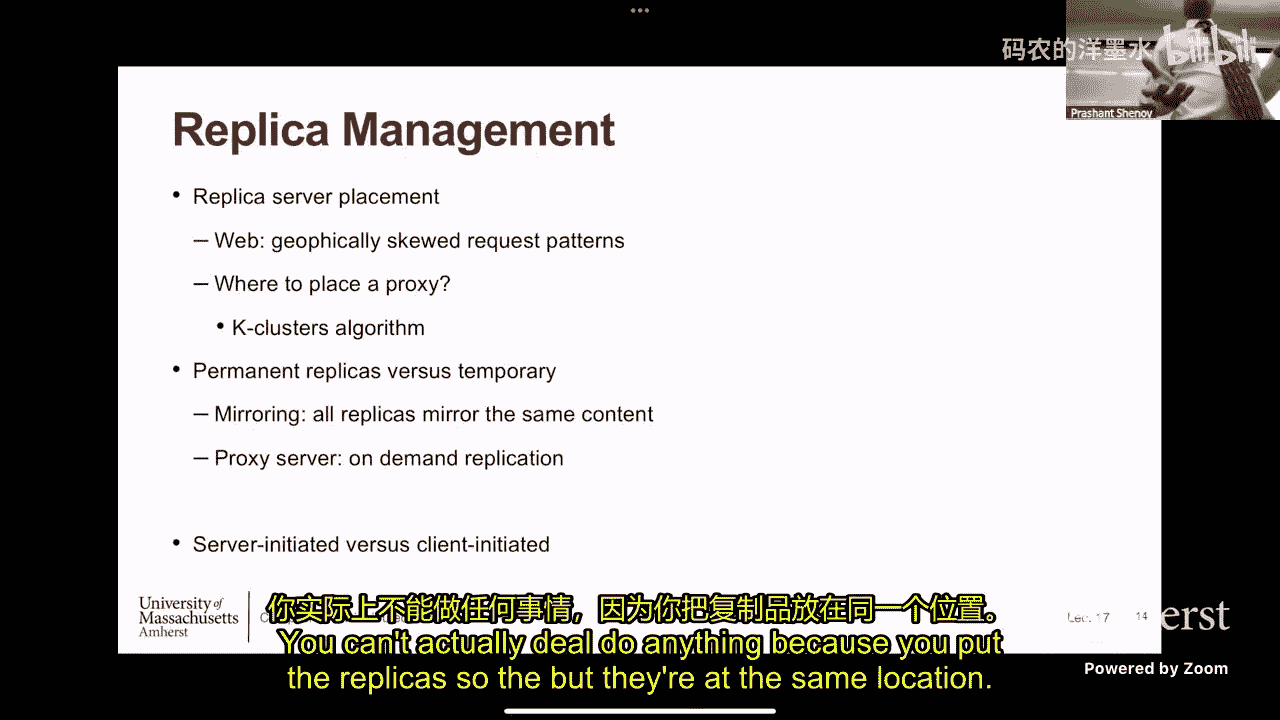 码农的洋墨水 bilibili
Prashant Shenoy
Replica Management
• Replica server placement
– Web: geophically skewed request patterns
– Where to place a proxy?
• K-clusters algorithm
• Permanent replicas versus temporary
– Mirroring: all replicas mirror the same content
– Proxy server: on demand replication
• Server-initiated versus client-initiated
University of
Massachusetts
Amherst
Lec. 17 14
erst
你实际上不能做任何事情，因为你把复制品放在同一个位置。
You can't actually deal do anything because you put
the replicas so the but they're at the same location.
Powered by Zoom